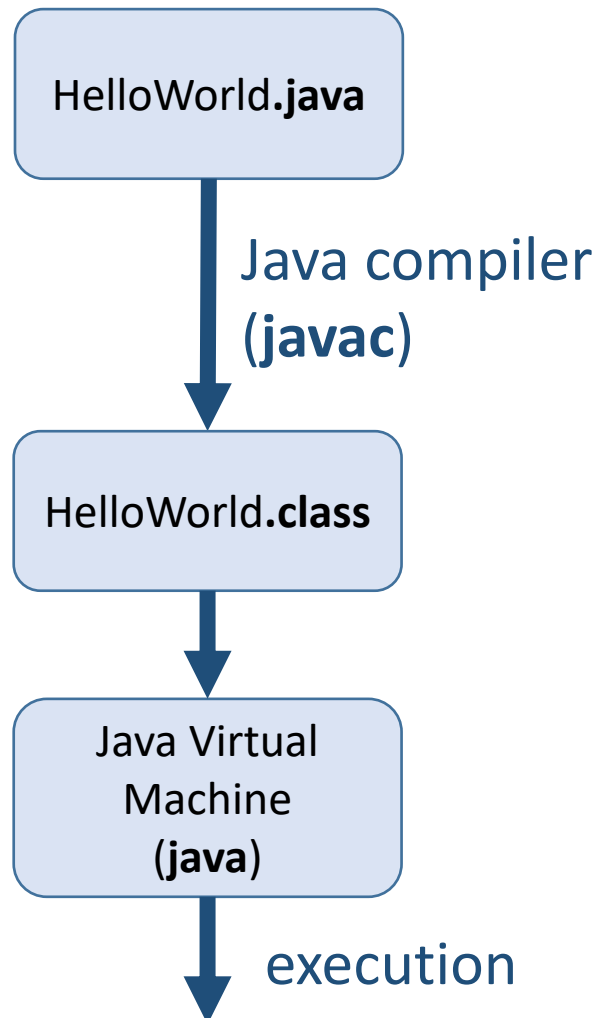 HelloWorld.java
Java compiler
(javac)
HelloWorld.class
Java Virtual
Machine
(java)
execution